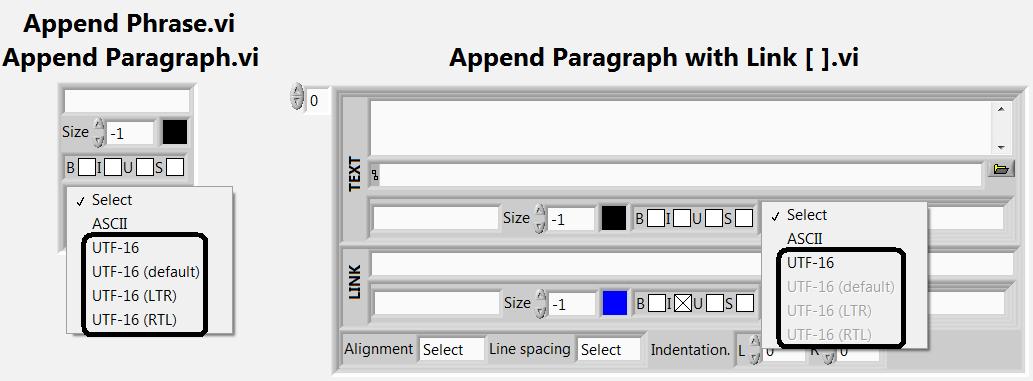 Append Phrase.vi
Append Paragraph.vi
Size -1
B I U S
✓ Select
ASCII
UTF-16
UTF-16 (default)
UTF-16 (LTR)
UTF-16 (RTL)
Append Paragraph with Link [ ].vi
0
TEXT
Size -1 B I U S
LINK
Size -1 B I U S
✓ Select
ASCII
UTF-16
UTF-16 (default)
UTF-16 (LTR)
UTF-16 (RTL)
Alignment Select Line spacing Select Indentation. L 0 R 0